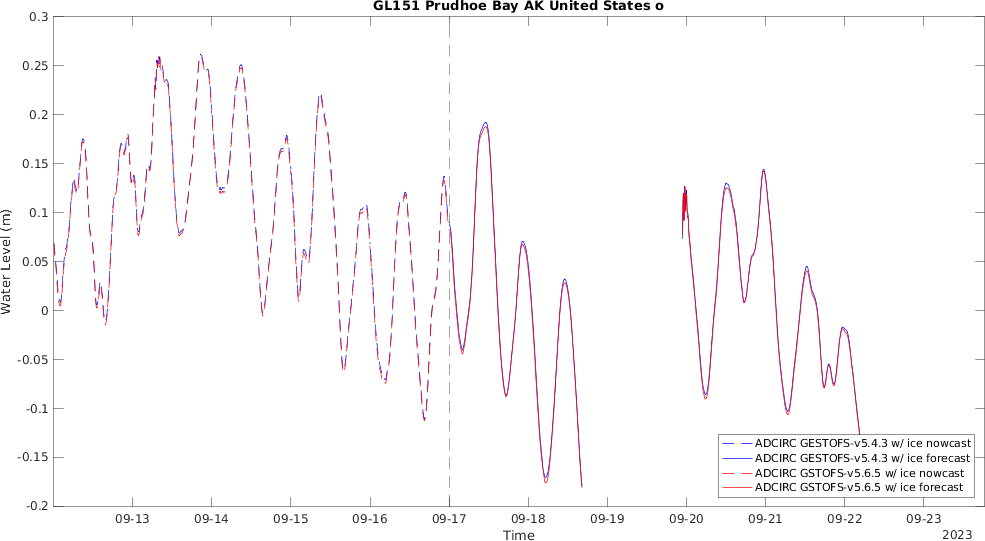 GL151 Prudhoe Bay AK United States o
0.3
0.25
0.2
0.15
0.1
0.05
0
-0.05
-0.1
-0.15
-0.2
Water Level (m)
ADCIRC GESTOFS-v5.4.3 w/ ice nowcast
ADCIRC GESTOFS-v5.4.3 w/ ice forecast
ADCIRC GSTOFS-v5.6.5 w/ ice nowcast
ADCIRC GSTOFS-v5.6.5 w/ ice forecast
09-13 09-14 09-15 09-16 09-17 09-18 09-19 09-20 09-21 09-22 09-23
Time
2023